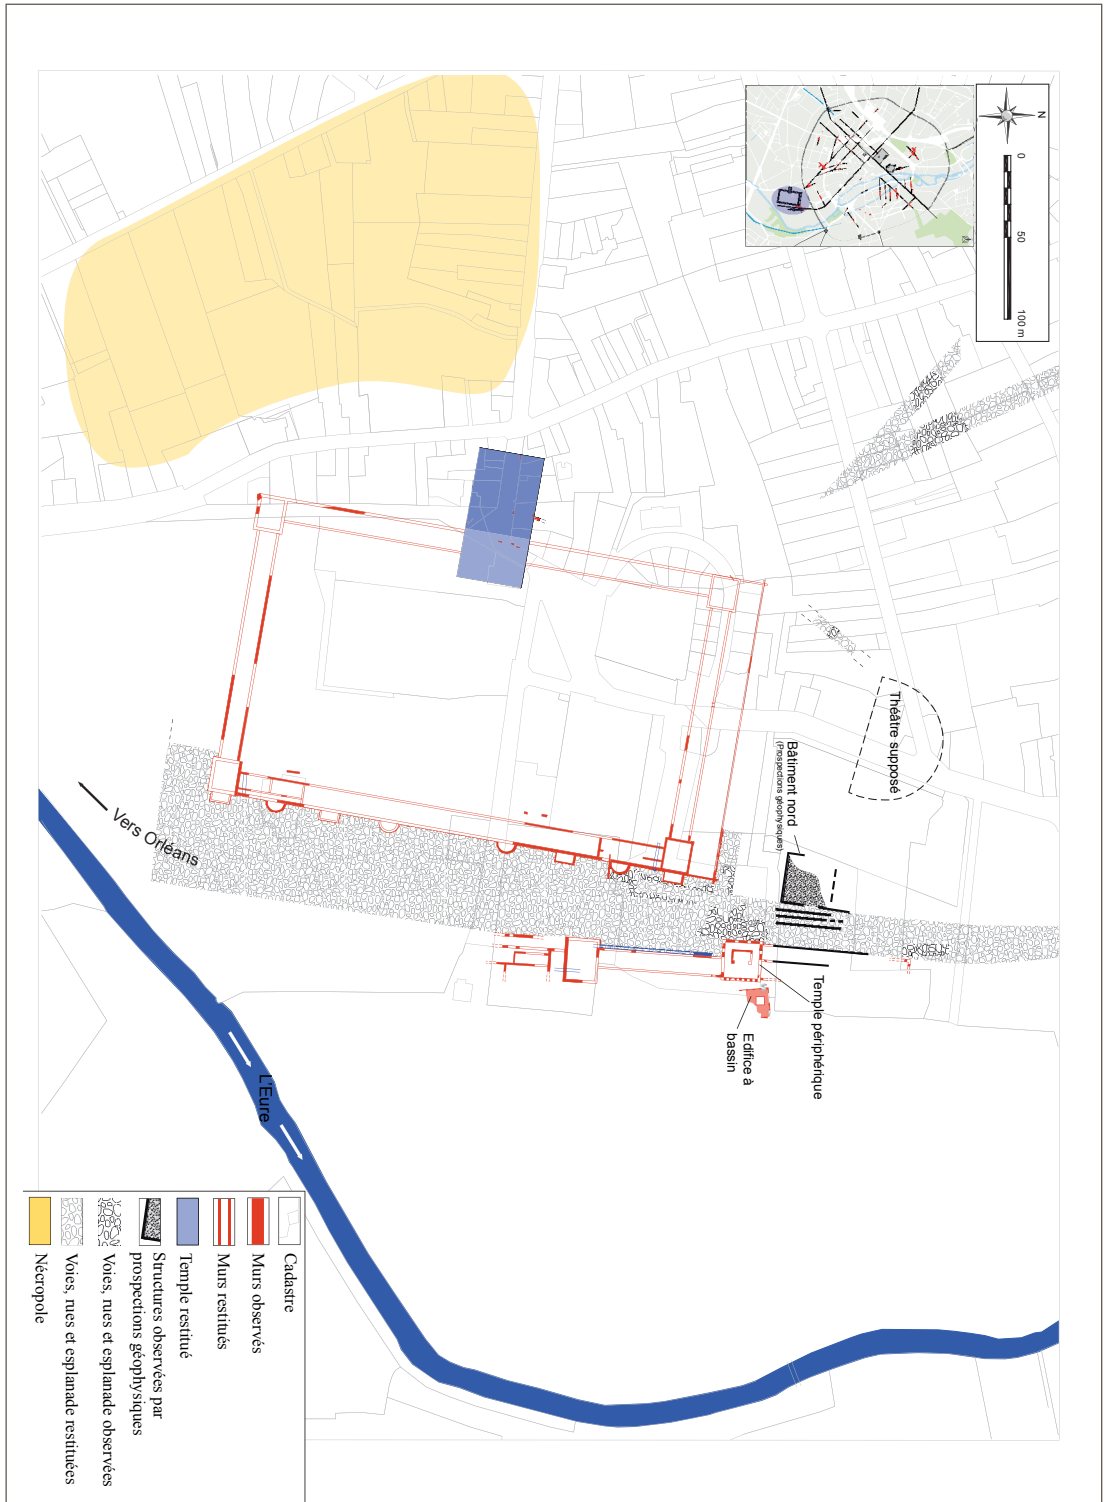 N
0
50
100 m
Théâtre supposé
Bâtiment nord
(Prospections géophysiques)
Temple périphérique
Edifice à
bassin
Vers Orléans
L'Eure
Cadastre
Murs observés
Murs restitués
Temple restitué
Structures observées par
prospections géophysiques
Voies, rues et esplanade observées
Voies, rues et esplanade restituées
Nécropole